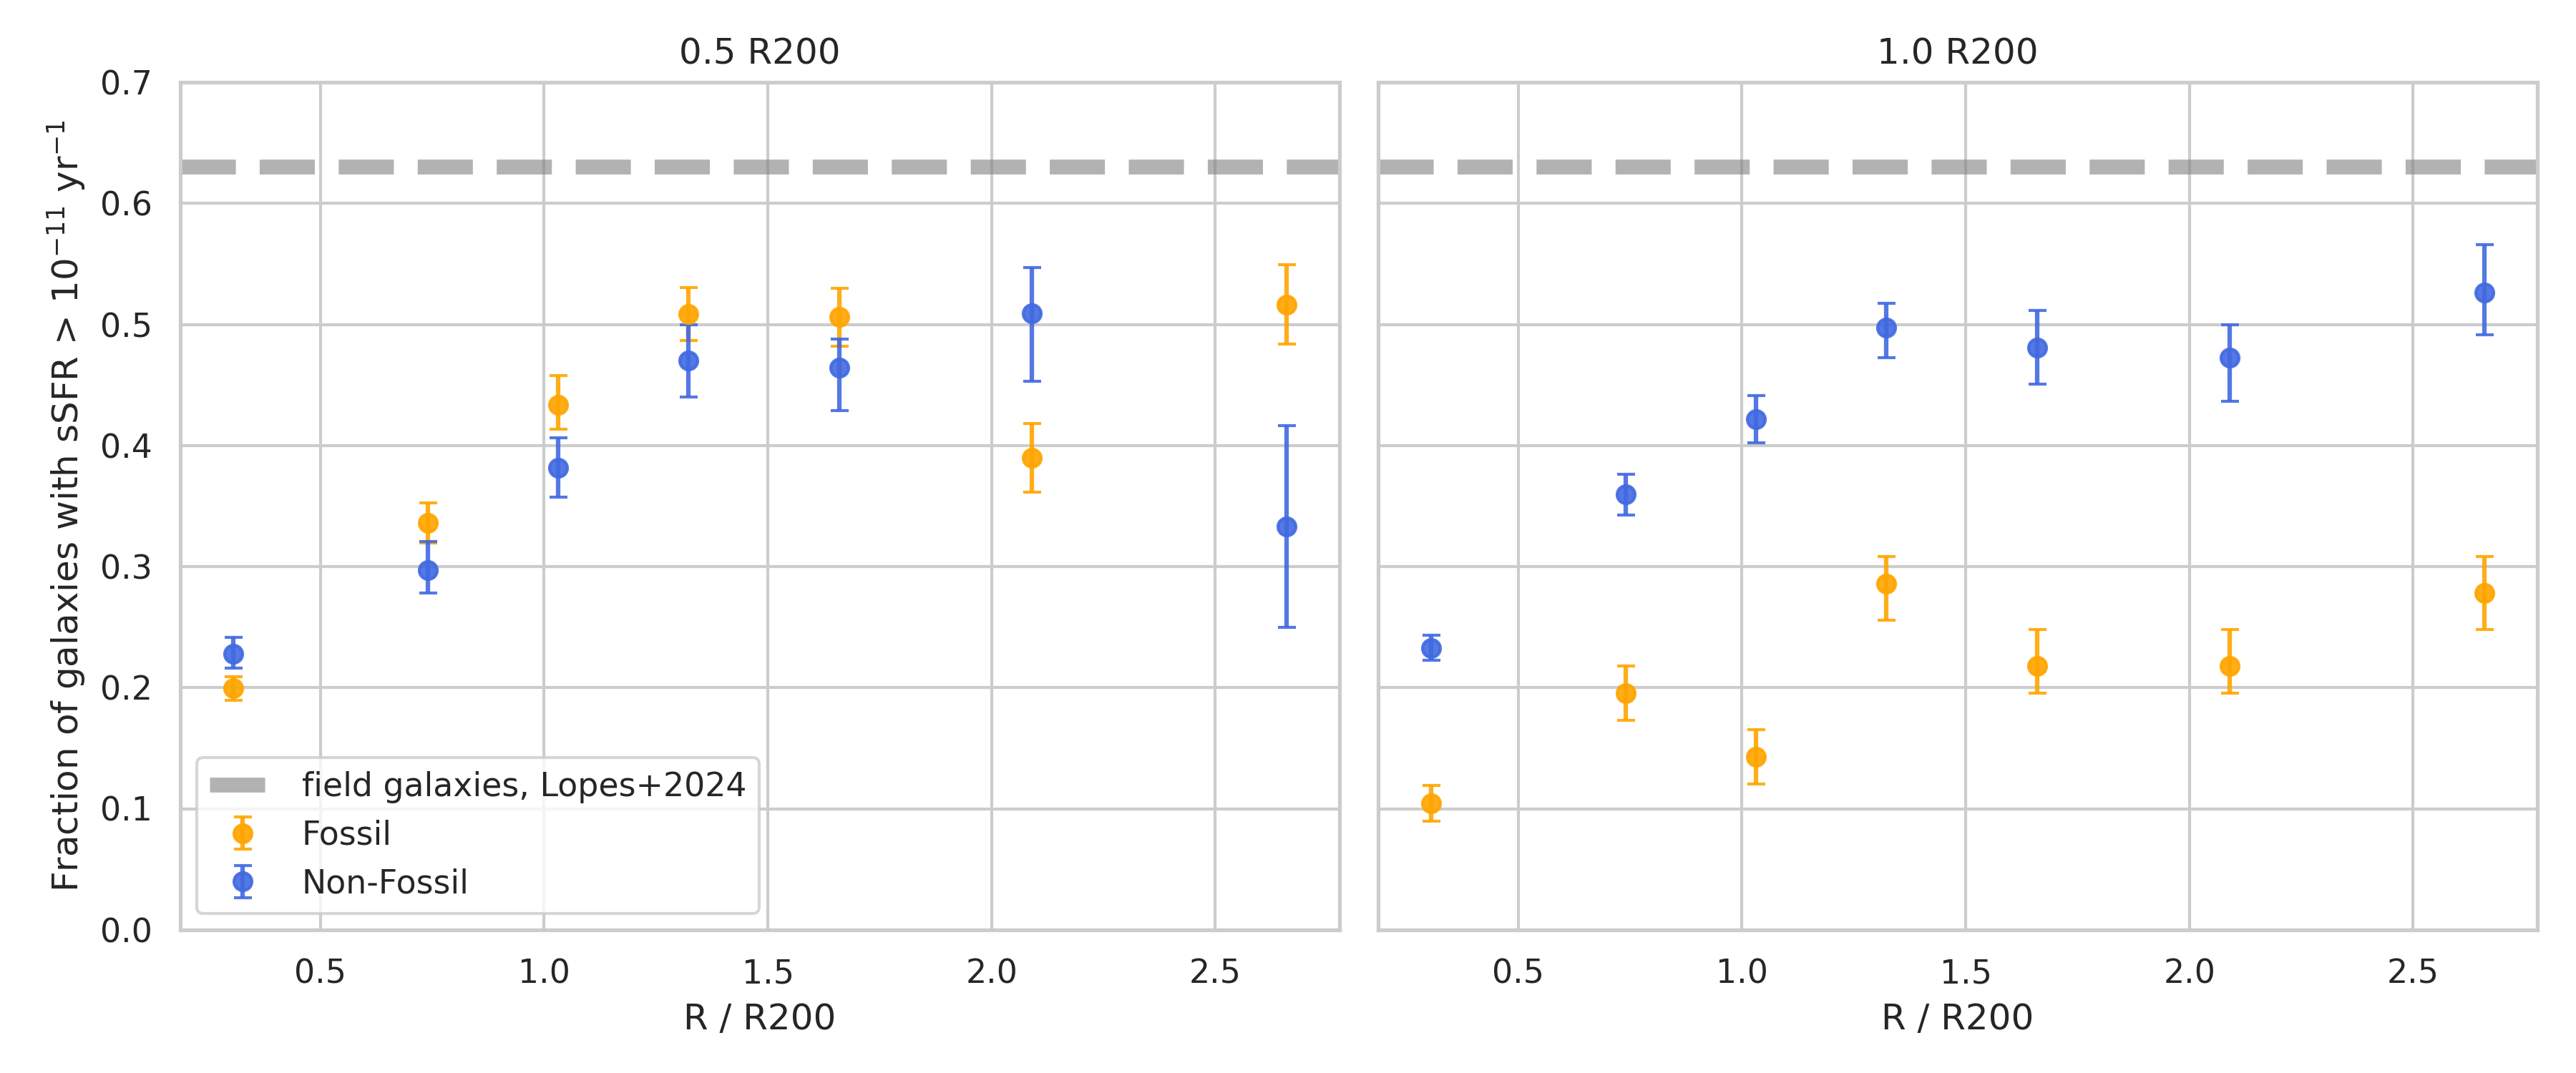 0.5 R200
1.0 R200
Fraction of galaxies with sSFR > 10⁻¹¹ yr⁻¹
0.7
0.6
0.5
0.4
0.3
0.2
0.1
0.0
field galaxies, Lopes+2024
Fossil
Non-Fossil
0.5 1.0 1.5 2.0 2.5
0.5 1.0 1.5 2.0 2.5
R / R200
R / R200